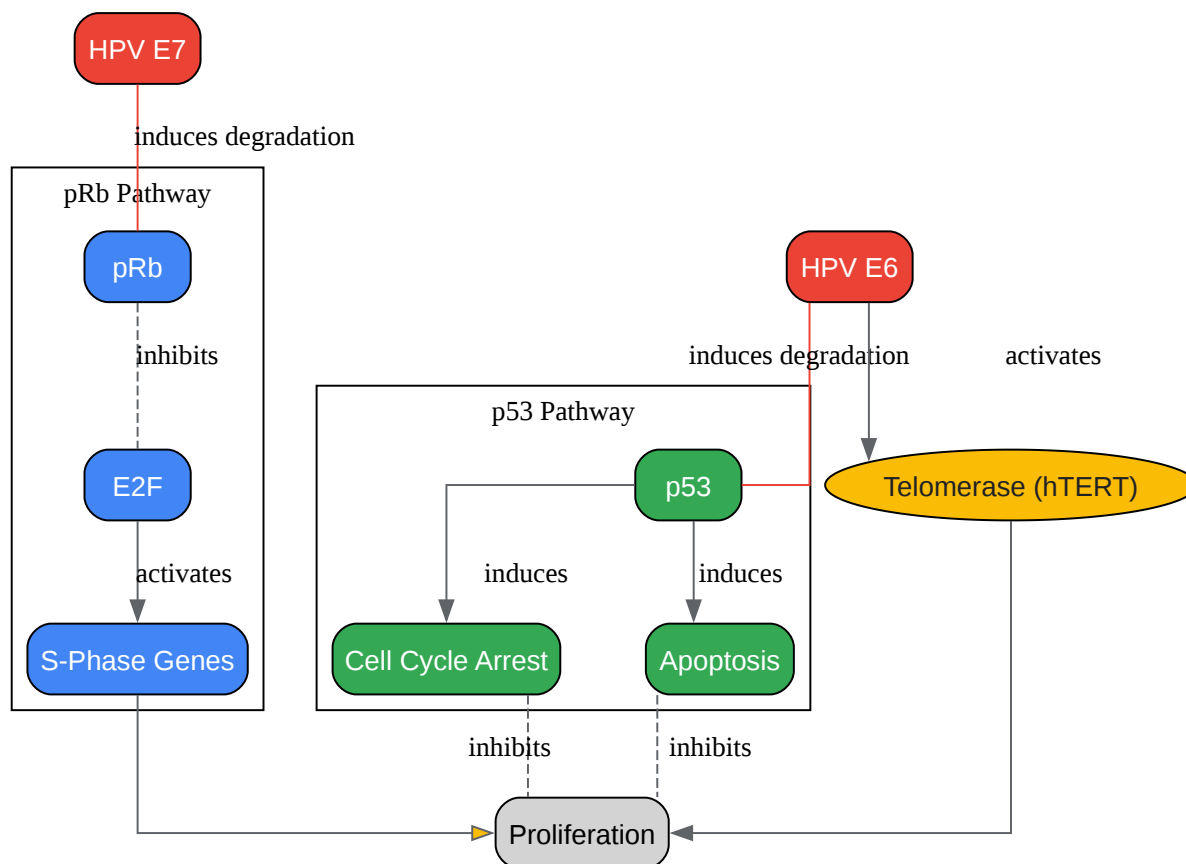 HPV E7
induces degradation
pRb Pathway
pRb
HPV E6
inhibits
induces degradation
activates
p53 Pathway
E2F
p53
Telomerase (hTERT)
activates
induces
induces
S-Phase Genes
Cell Cycle Arrest
Apoptosis
inhibits
inhibits
Proliferation